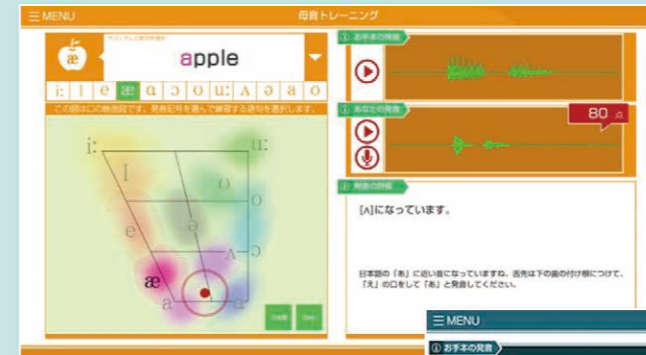 MENU
母音トレーニング
æ
apple
i: I e æ ɑ ɔ ʊ u: ʌ ə a o
この図は口の断面図です。発音記号を選んで練習する語句を選択します。
i:
u:
I
ʊ
o
e
ə
ʌ
ɔ
æ
a
ɑ
お手本の発音
あなたの発音
80 点
発音の評価
[ʌ]になっています。
日本語の「あ」に近い音になっていますね、舌先は下の歯の付け根につけて、
「え」の口をして「あ」と発音してください。
MENU
お手本の発音